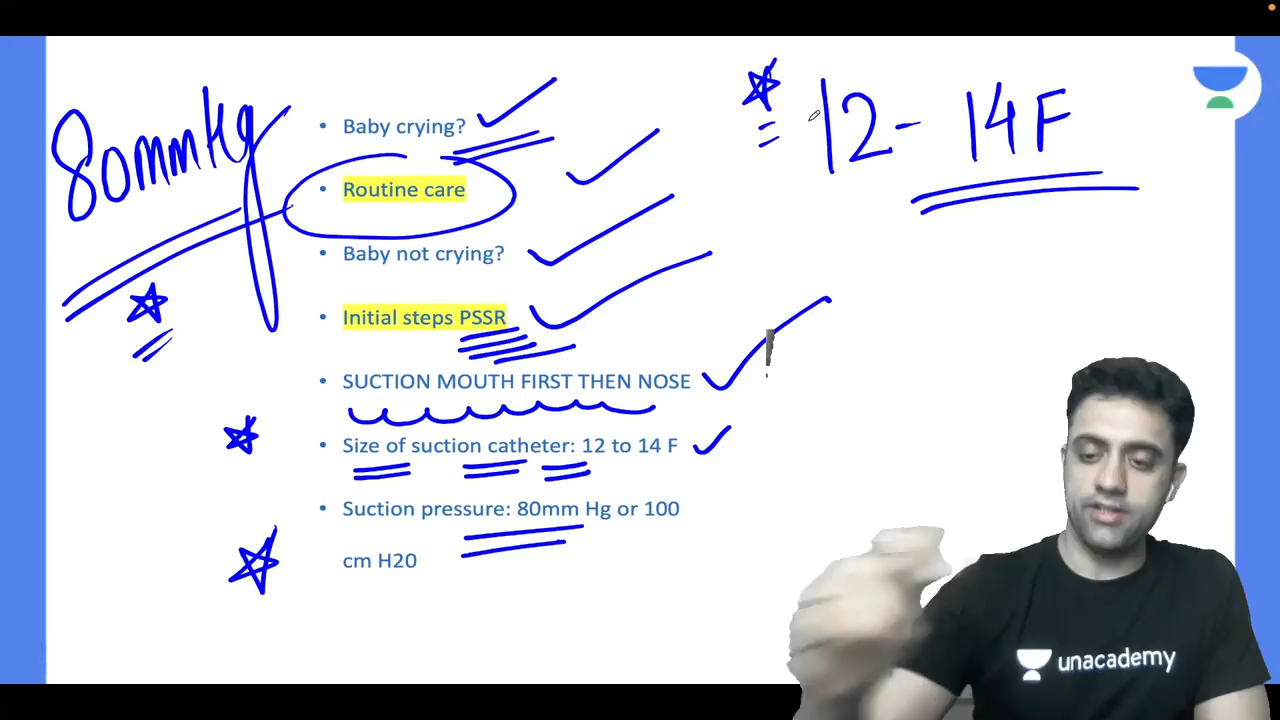 80mmHg
12 - 14 F
• Baby crying?
• Routine care
• Baby not crying?
• Initial steps PSSR
• SUCTION MOUTH FIRST THEN NOSE
• Size of suction catheter: 12 to 14 F
• Suction pressure: 80mm Hg or 100
cm H20
unacademy